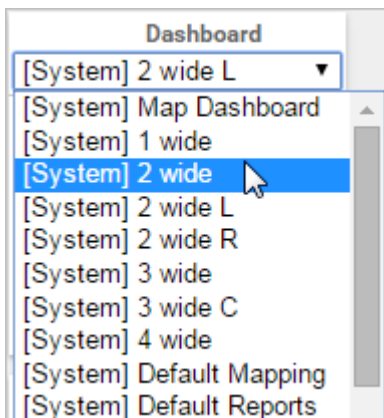 Dashboard
[System] 2 wide L
[System] Map Dashboard
[System] 1 wide
[System] 2 wide
[System] 2 wide L
[System] 2 wide R
[System] 3 wide
[System] 3 wide C
[System] 4 wide
[System] Default Mapping
[System] Default Reports